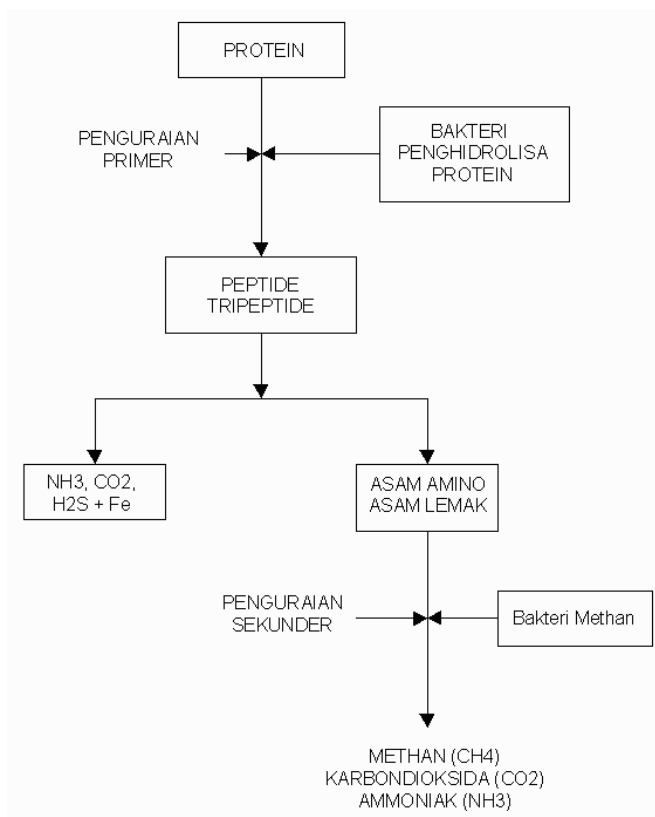 PROTEIN
PENGURAIAN
PRIMER
BAKTERI
PENGHIDROLISA
PROTEIN
PEPTIDE
TRIPEPTIDE
NH3, CO2,
H2S + Fe
ASAM AMINO
ASAM LEMAK
PENGURAIAN
SEKUNDER
Bakteri Methan
METHAN (CH4)
KARBONDIOKSIDA (CO2)
AMMONIAK (NH3)